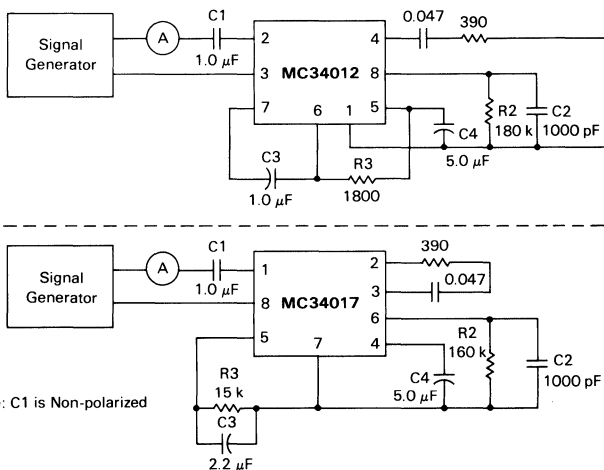 Signal
Generator
A
C1
1.0 µF
2
3
7
6
1
5
8
4
MC34012
0.047
390
R2
180 k
C2
1000 pF
C4
5.0 µF
C3
1.0 µF
R3
1800
Signal
Generator
A
C1
1.0 µF
1
8
5
7
4
6
3
2
MC34017
390
0.047
R2
160 k
C2
1000 pF
C4
5.0 µF
R3
15 k
C3
2.2 µF
: C1 is Non-polarized